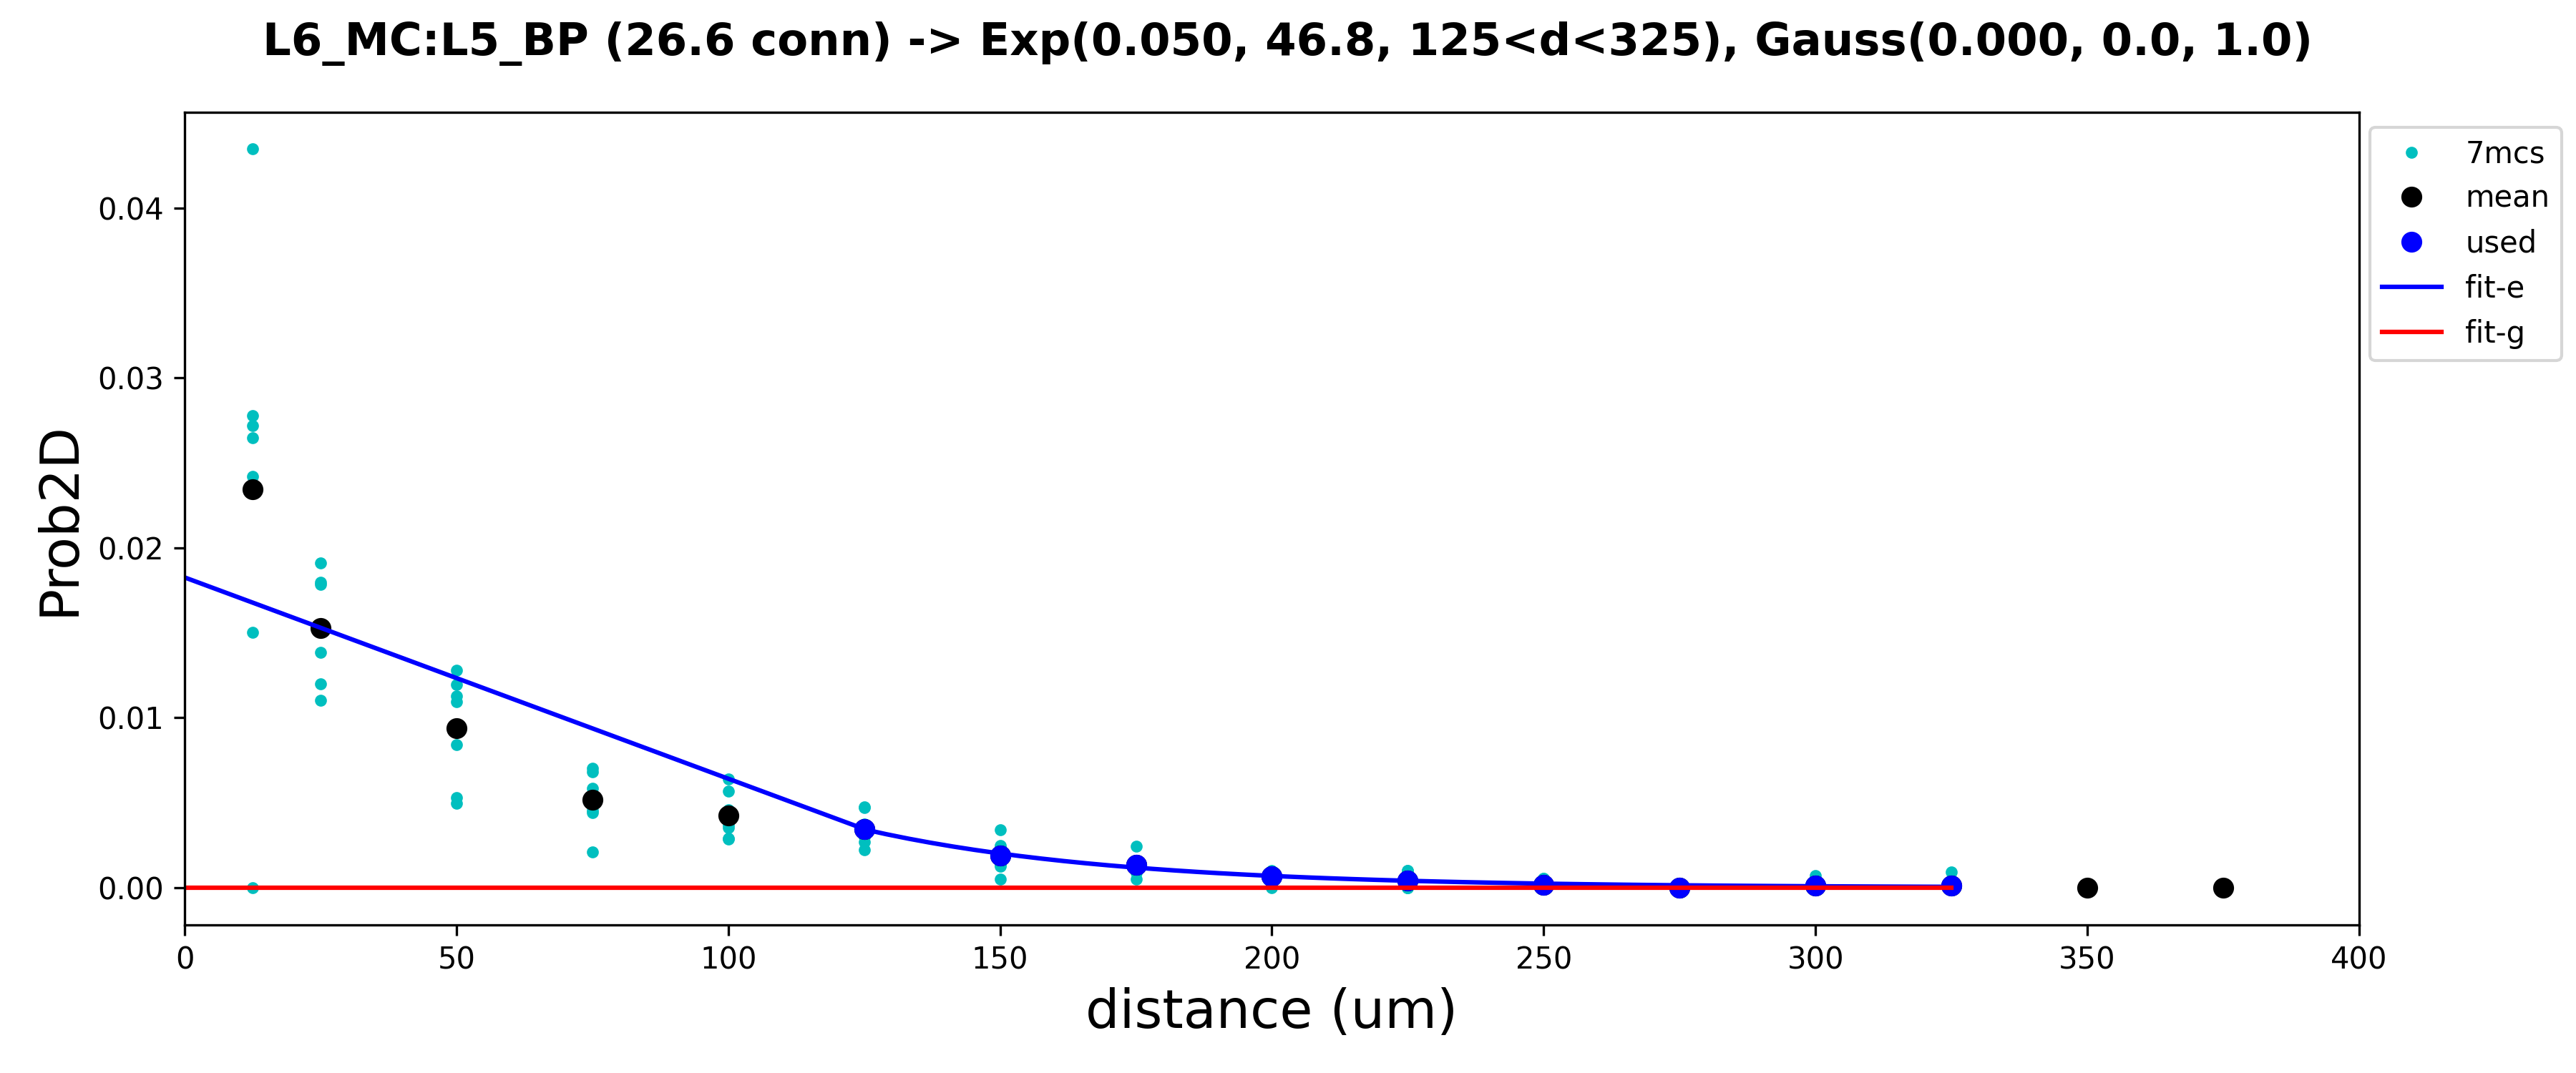 L6_MC:L5_BP (26.6 conn) -> Exp(0.050, 46.8, 125<d<325), Gauss(0.000, 0.0, 1.0)
7mcs
mean
used
fit-e
fit-g
Prob2D
0.04
0.03
0.02
0.01
0.00
0 50 100 150 200 250 300 350 400
distance (um)